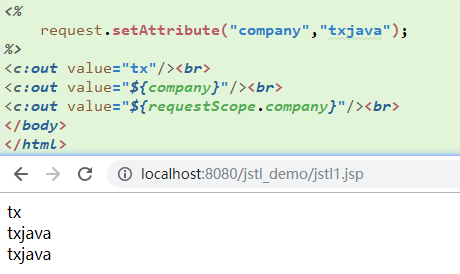 <%
request.setAttribute("company","txjava");
%>
<c:out value="tx"/><br>
<c:out value="${company}"/><br>
<c:out value="${requestScope.company}"/><br>
</body>
</html>
localhost:8080/jstl_demo/jstl1.jsp
tx
txjava
txjava